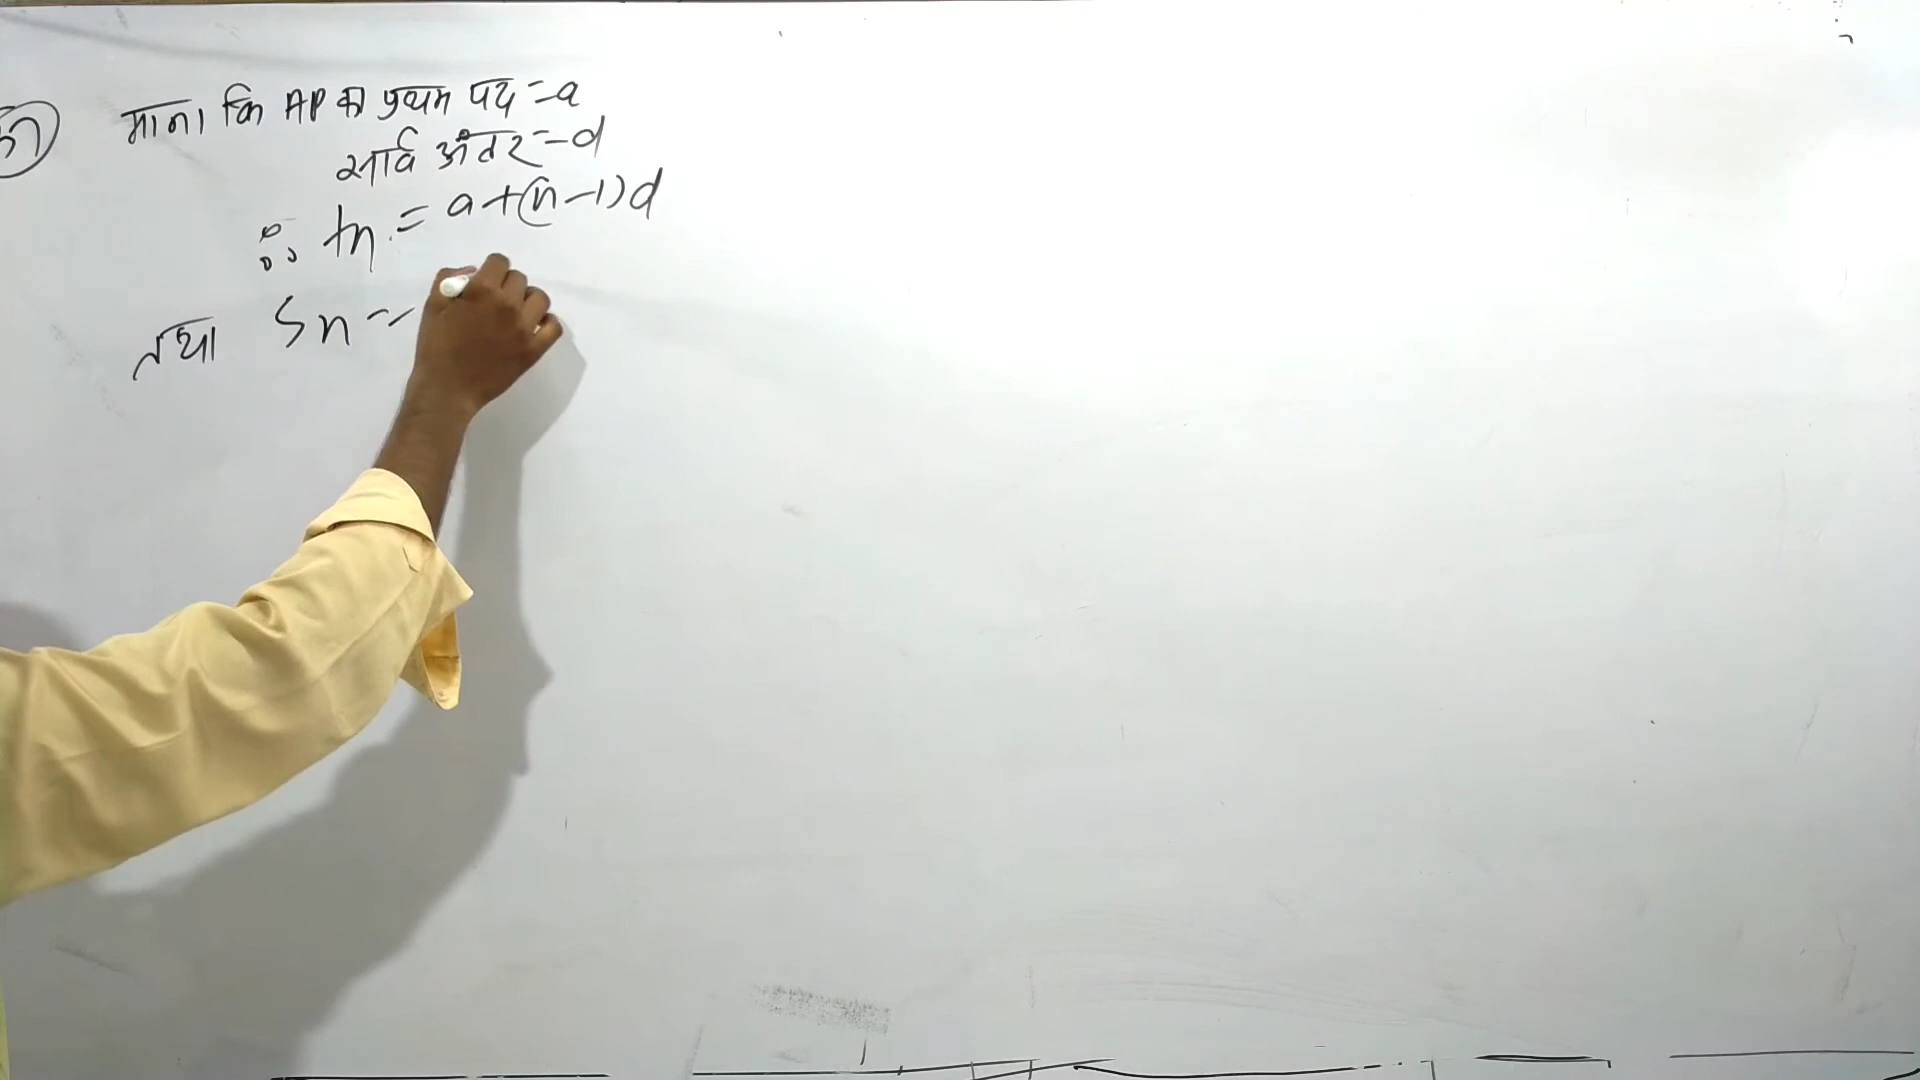 माना कि AP का प्रथम पद = a
सार्व अंतर = d
∴ tn = a + (n-1)d
तथा Sn =